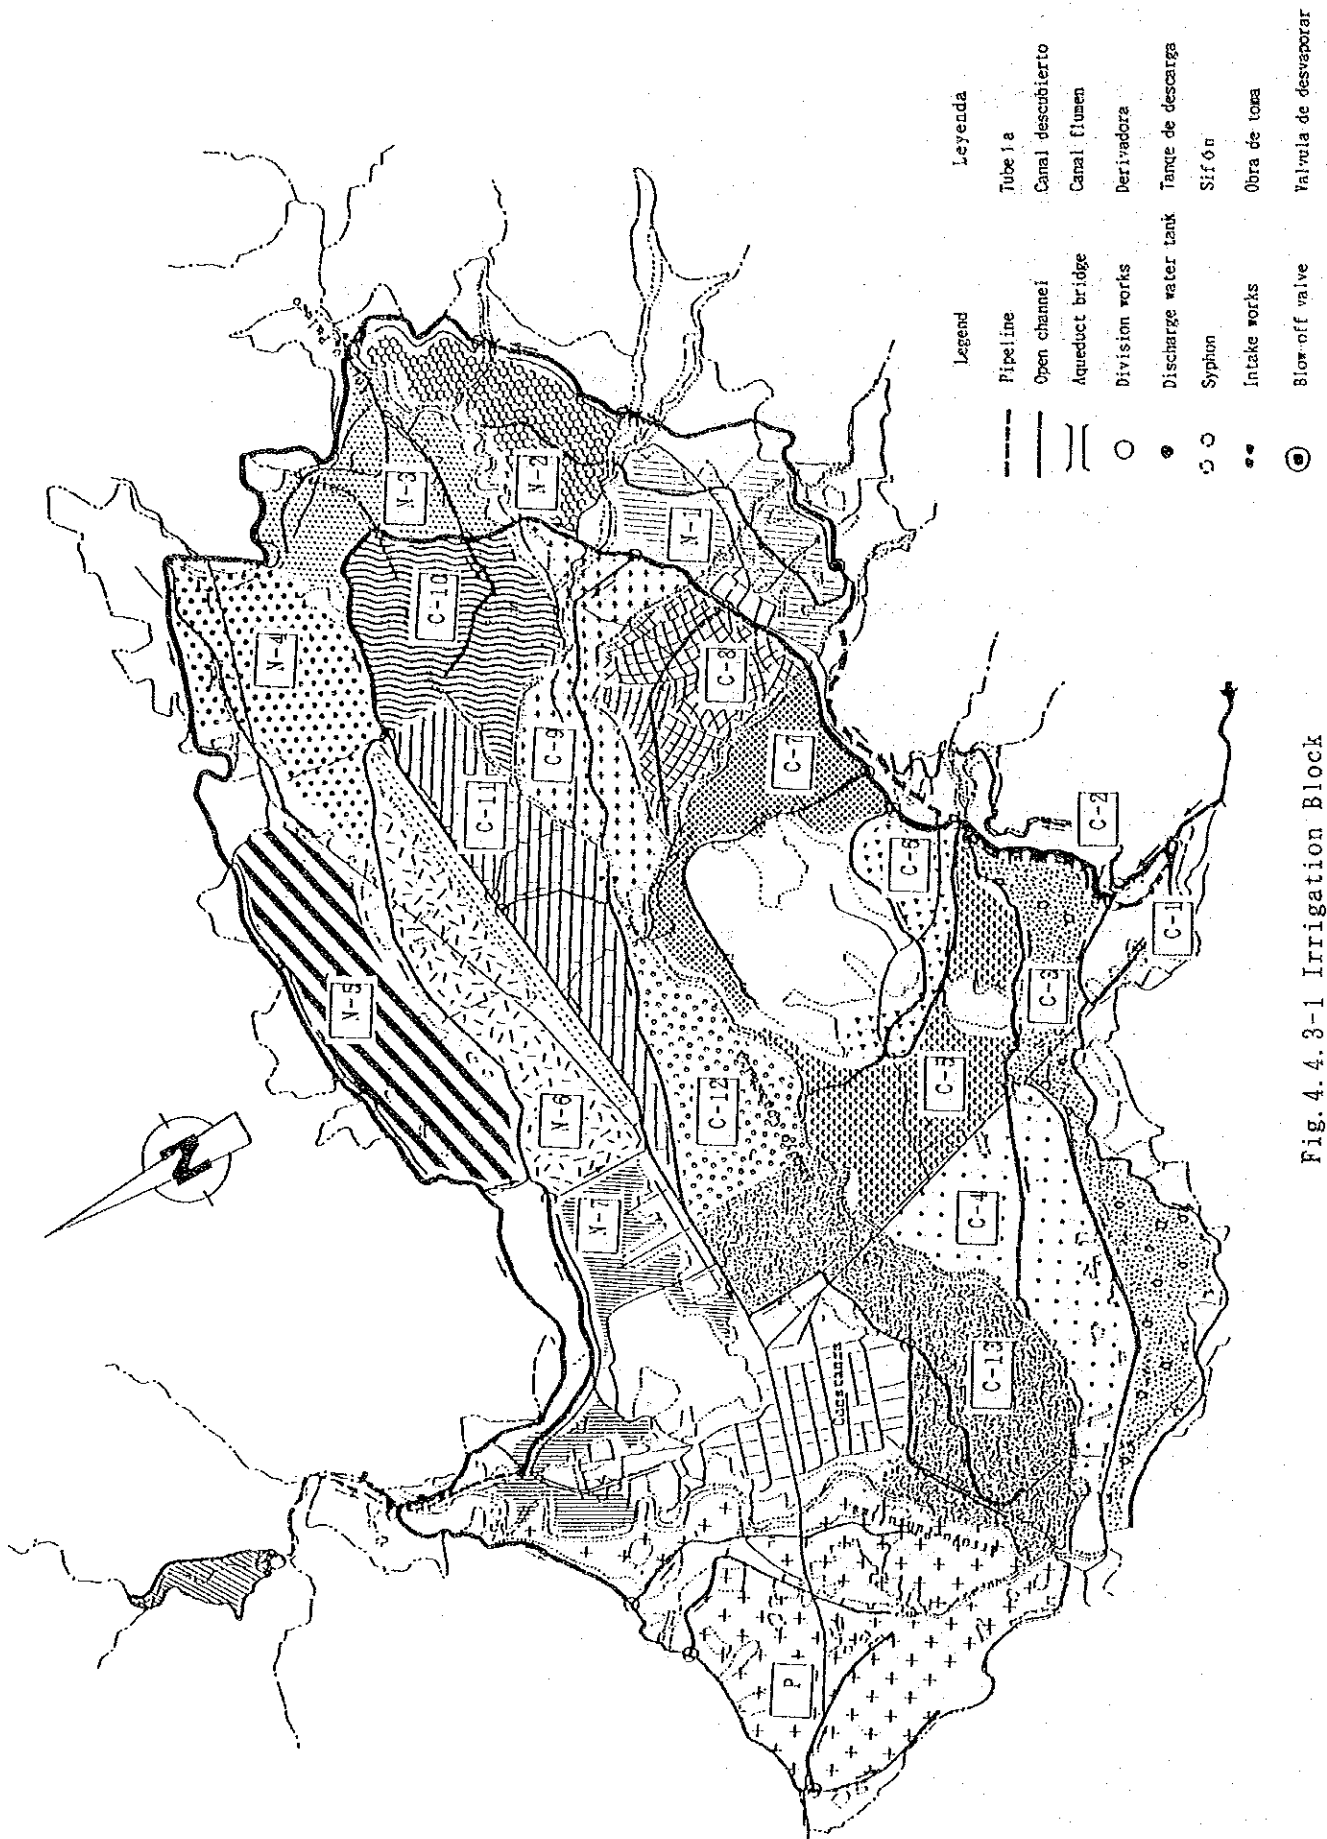 Fig. 4. 4. 3-1 Irrigation Block
Legend Leyenda
Pipeline
Open channel Canal descubierto
Aqueduct bridge Canal flumen
Division works Derivadora
Discharge water tank Tanqe de descarga
Syphon Sifón
Intake works Obra de toma
Blow-off valve Valvula de desvaporar
N
N-1
N-2
N-3
N-4
N-5
N-6
N-7
C-1
C-2
C-3
C-4
C-5
C-6
C-7
C-8
C-9
C-10
C-11
C-12
C-13
P
Constanza